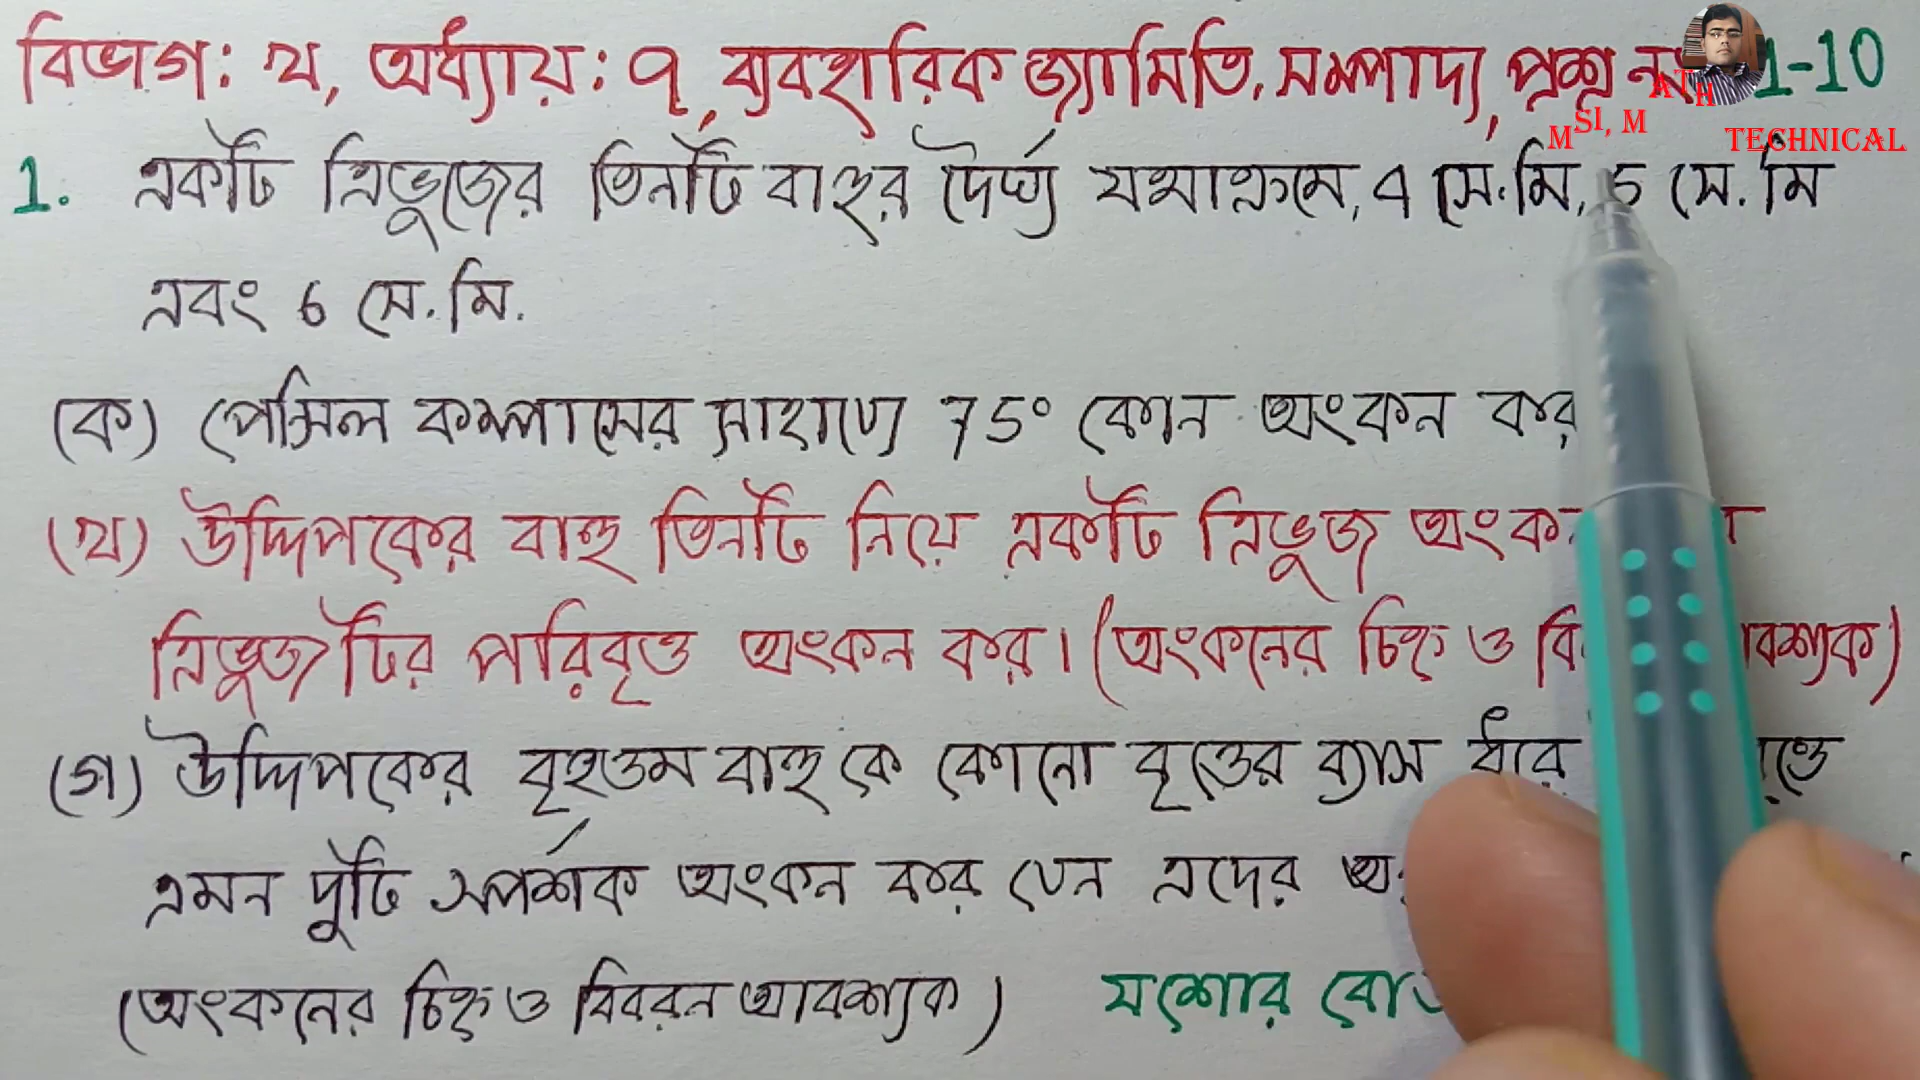 বিভাগ: খ, অধ্যায়: ৭, ব্যবহারিক জ্যামিতি, সম্পাদ্য, প্রশ্ন নং 1-10
MSI, MATH
TECHNICAL
1. একটি ত্রিভুজের তিনটি বাহুর দৈর্ঘ্য যথাক্রমে, 4 সে.মি, 5 সে.মি
এবং 6 সে.মি.
(ক) পেন্সিল কম্পাসের সাহায্যে 75° কোন অংকন কর
(খ) উদ্দিপকের বাহু তিনটি নিয়ে একটি ত্রিভুজ অংকন
ত্রিভুজটির পরিবৃত্ত অংকন কর। (অংকনের চিহ্ন ও
(গ) উদ্দিপকের বৃহত্তম বাহুকে কোনো বৃত্তের ব্যাস ধরে
এমন দুটি স্পর্শক অংকন কর যেন এদের
(অংকনের চিহ্ন ও বিবরন আবশ্যক) যশোর